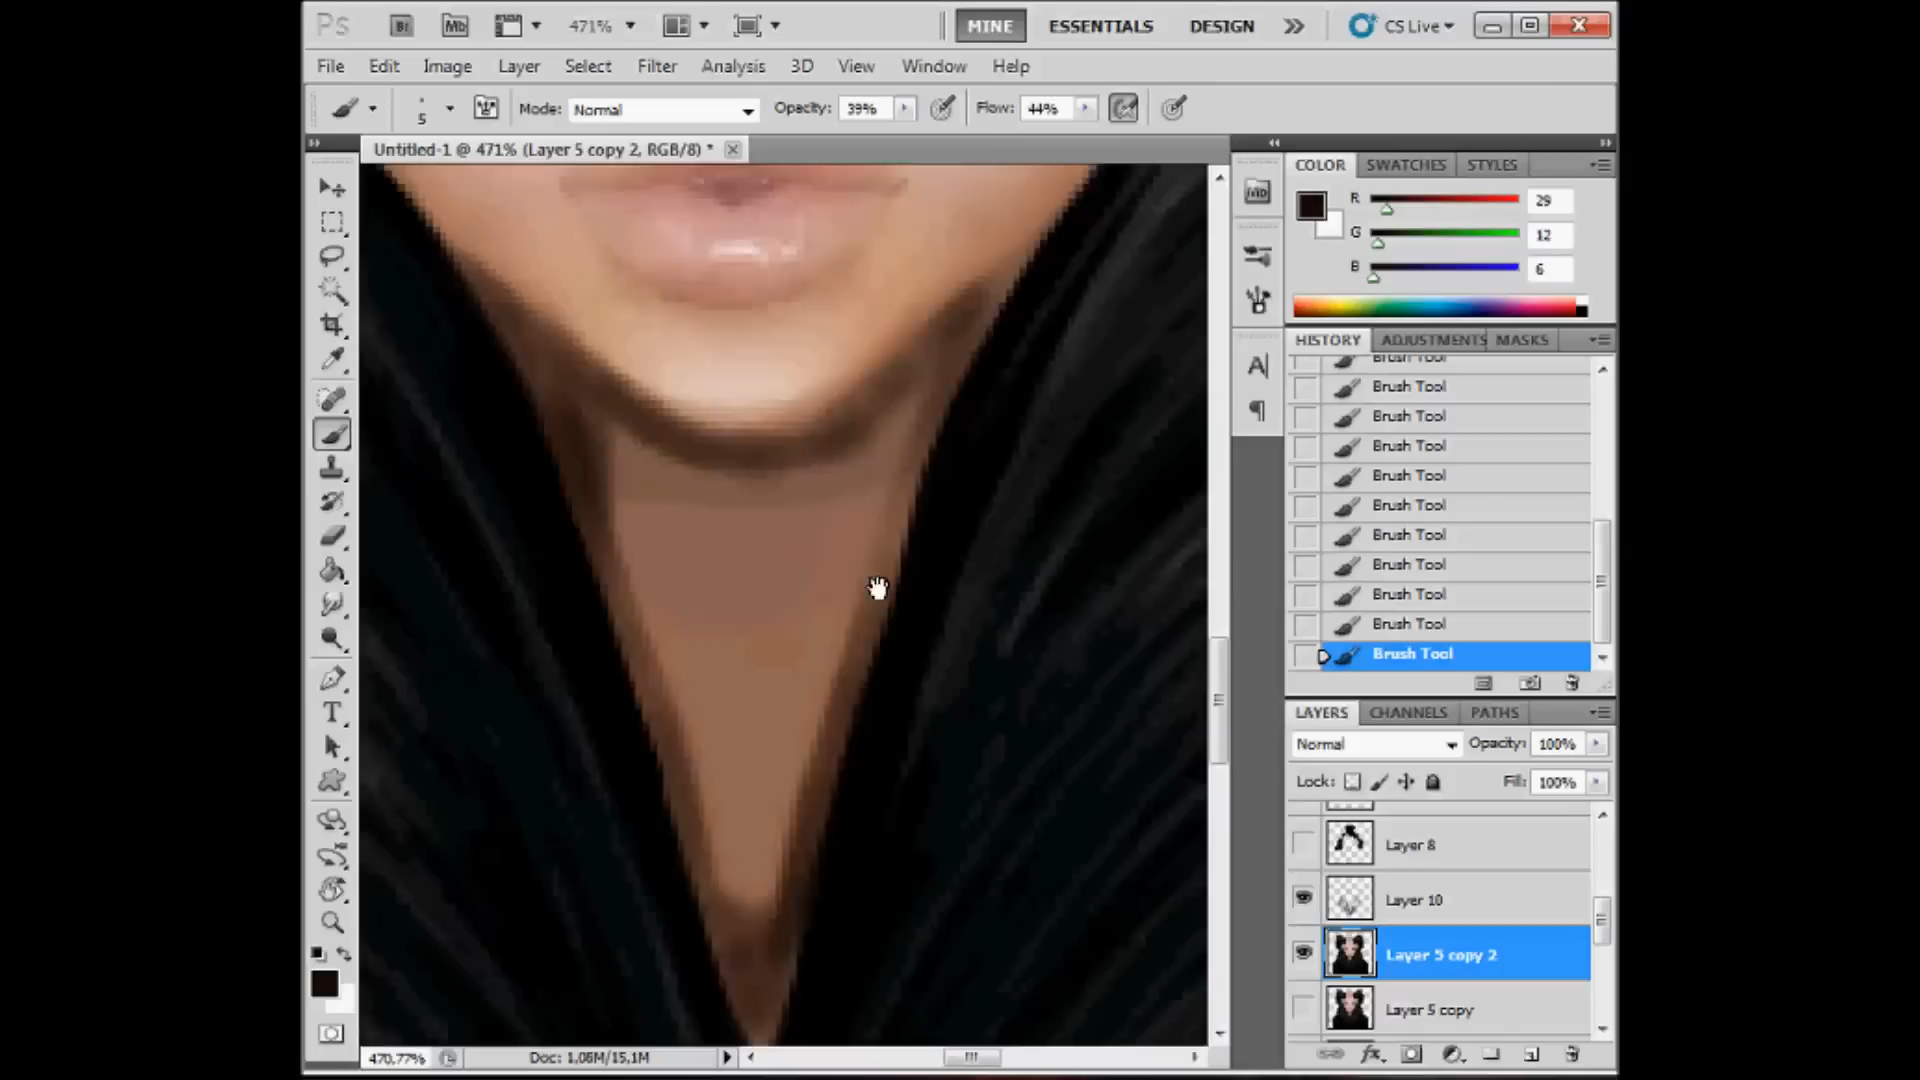 Ps Br Mb 471% MINE ESSENTIALS DESIGN CS Live
File Edit Image Layer Select Filter Analysis 3D View Window Help
5 Mode: Normal Opacity: 39% Flow: 44%
Untitled-1 @ 471% (Layer 5 copy 2, RGB/8) *
COLOR SWATCHES STYLES
R 29
G 12
B 6
HISTORY ADJUSTMENTS MASKS
Brush Tool
Brush Tool
Brush Tool
Brush Tool
Brush Tool
Brush Tool
Brush Tool
Brush Tool
Brush Tool
Brush Tool
Brush Tool
LAYERS CHANNELS PATHS
Normal Opacity: 100%
Lock: Fill: 100%
Layer 8
Layer 10
Layer 5 copy 2
Layer 5 copy
470,77% Doc: 1,06M/15,1M